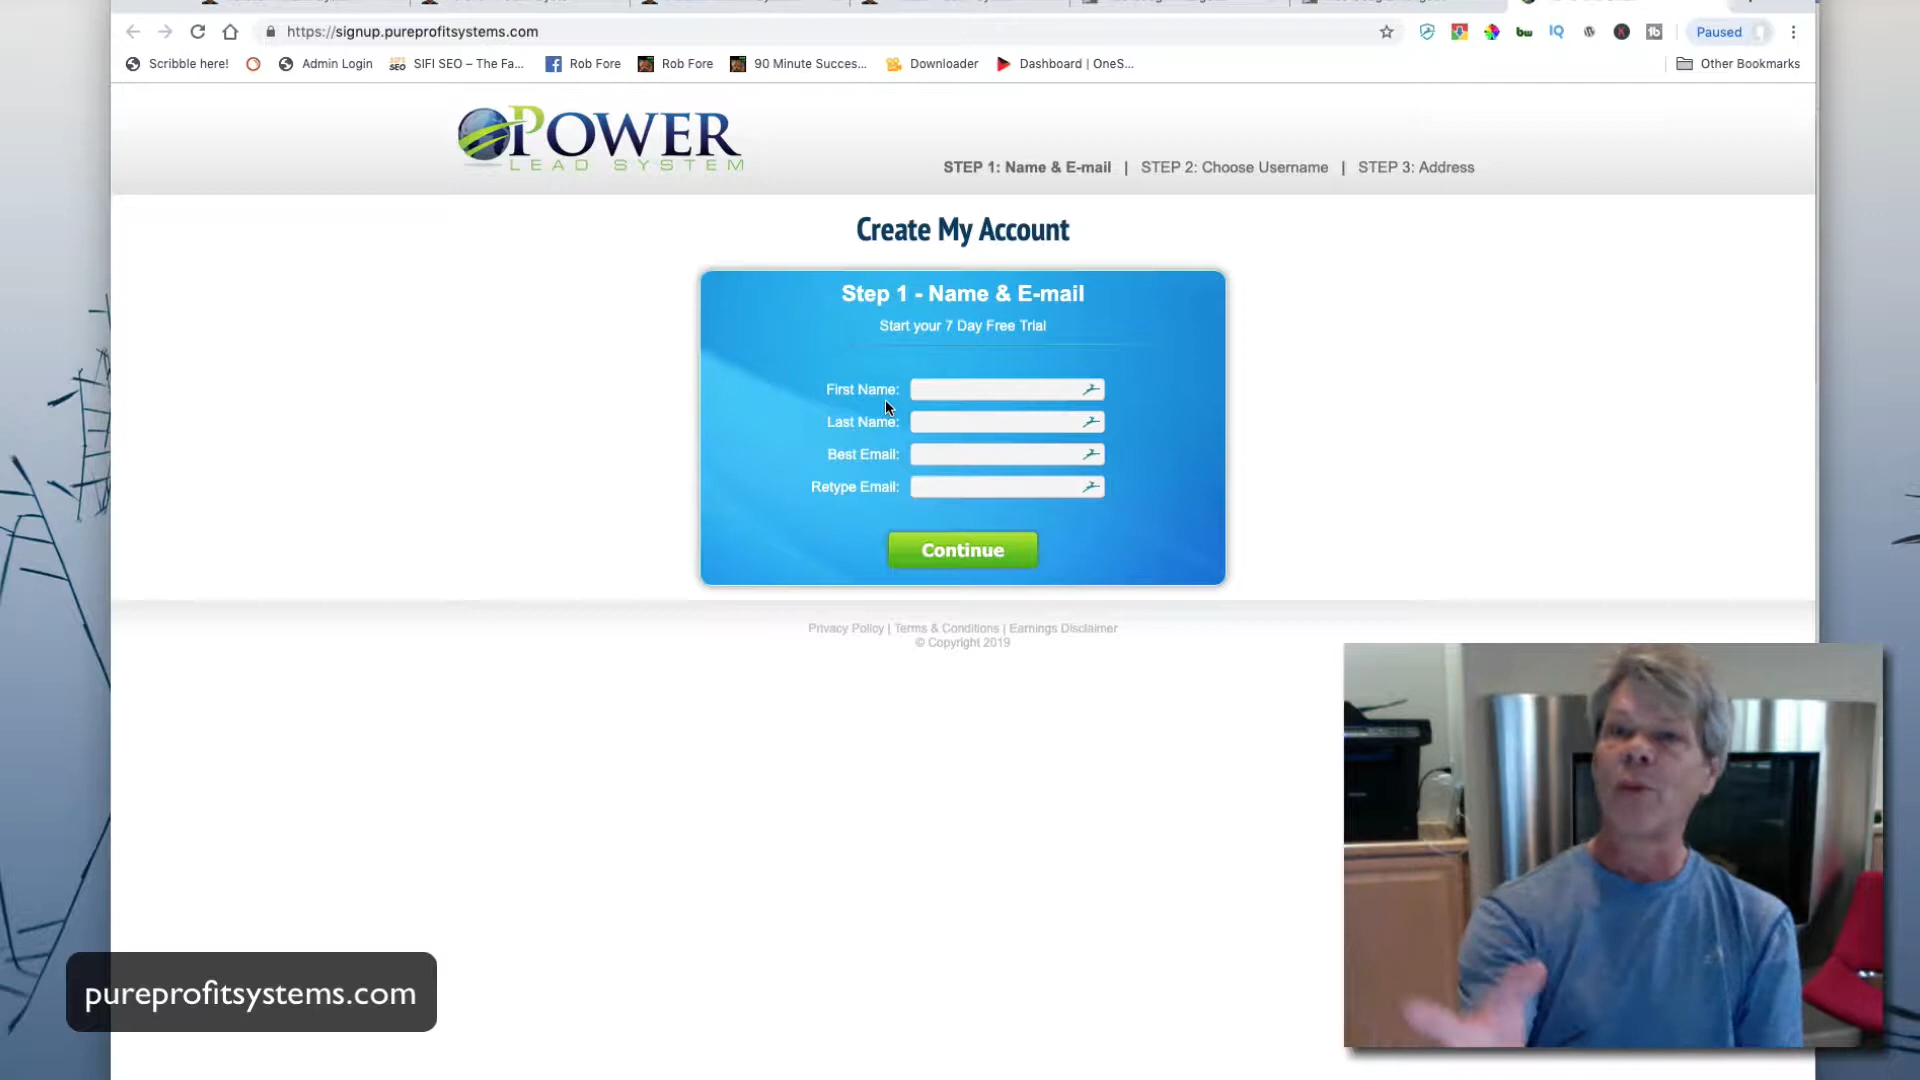 https://signup.pureprofitsystems.com
Paused
Scribble here!
Admin Login
SIFI SEO – The Fa...
Rob Fore
Rob Fore
90 Minute Succes...
Downloader
Dashboard | OneS...
Other Bookmarks
POWER
LEAD SYSTEM
STEP 1: Name & E-mail | STEP 2: Choose Username | STEP 3: Address
Create My Account
Step 1 - Name & E-mail
Start your 7 Day Free Trial
First Name:
Last Name:
Best Email:
Retype Email:
Continue
Privacy Policy | Terms & Conditions | Earnings Disclaimer
© Copyright 2019
pureprofitsystems.com